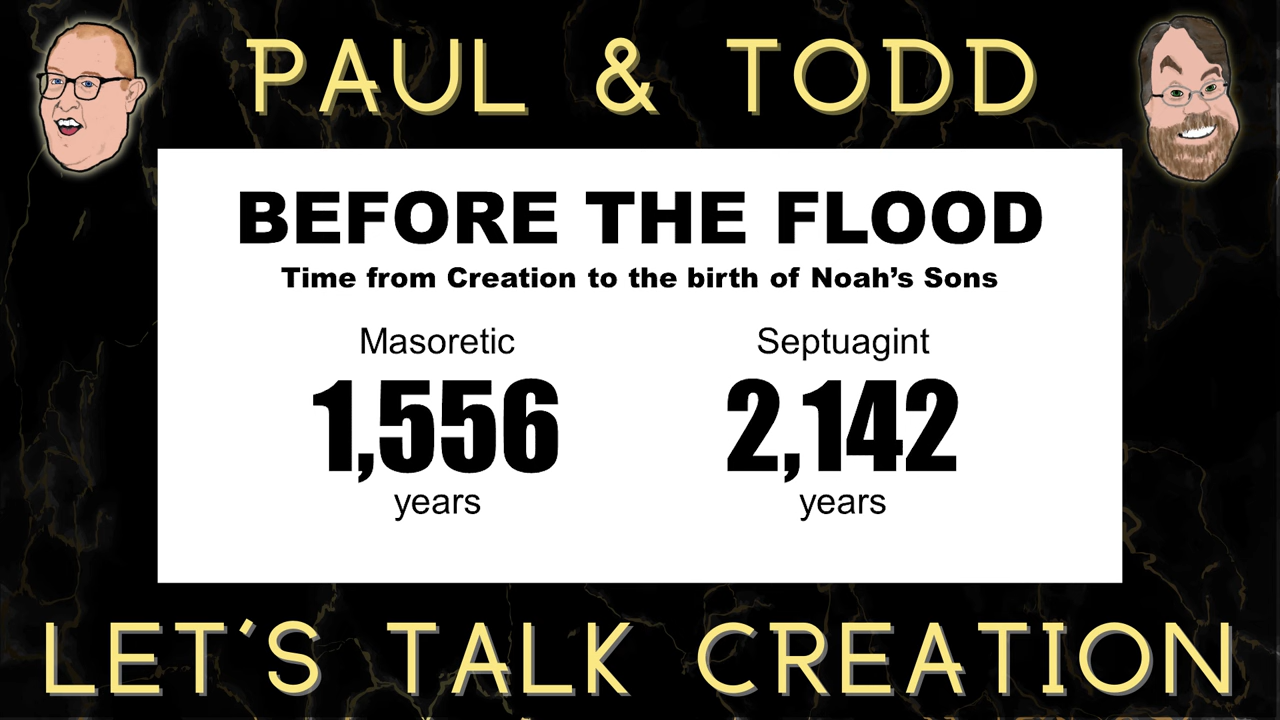 PAUL & TODD
BEFORE THE FLOOD
Time from Creation to the birth of Noah’s Sons
Masoretic Septuagint
1,556 2,142
years years
LET'S TALK CREATION